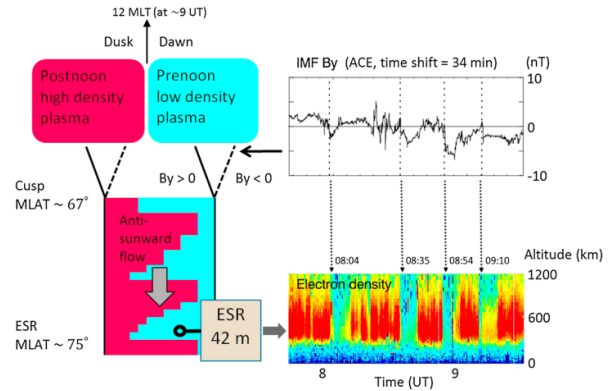 12 MLT (at ~9 UT)
Dusk Dawn
Postnoon
high density
plasma
Prenoon
low density
plasma
IMF By (ACE, time shift = 34 min) (nT)
10
0
-10
By > 0 By < 0
Cusp
MLAT ~ 67°
Anti-
sunward
flow
ESR
MLAT ~ 75°
ESR
42 m
08:04 08:35 08:54 09:10
Altitude (km)
Electron density
1200
600
0
8 9
Time (UT)